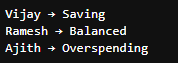 Vijay → Saving
Ramesh → Balanced
Ajith → Overspending